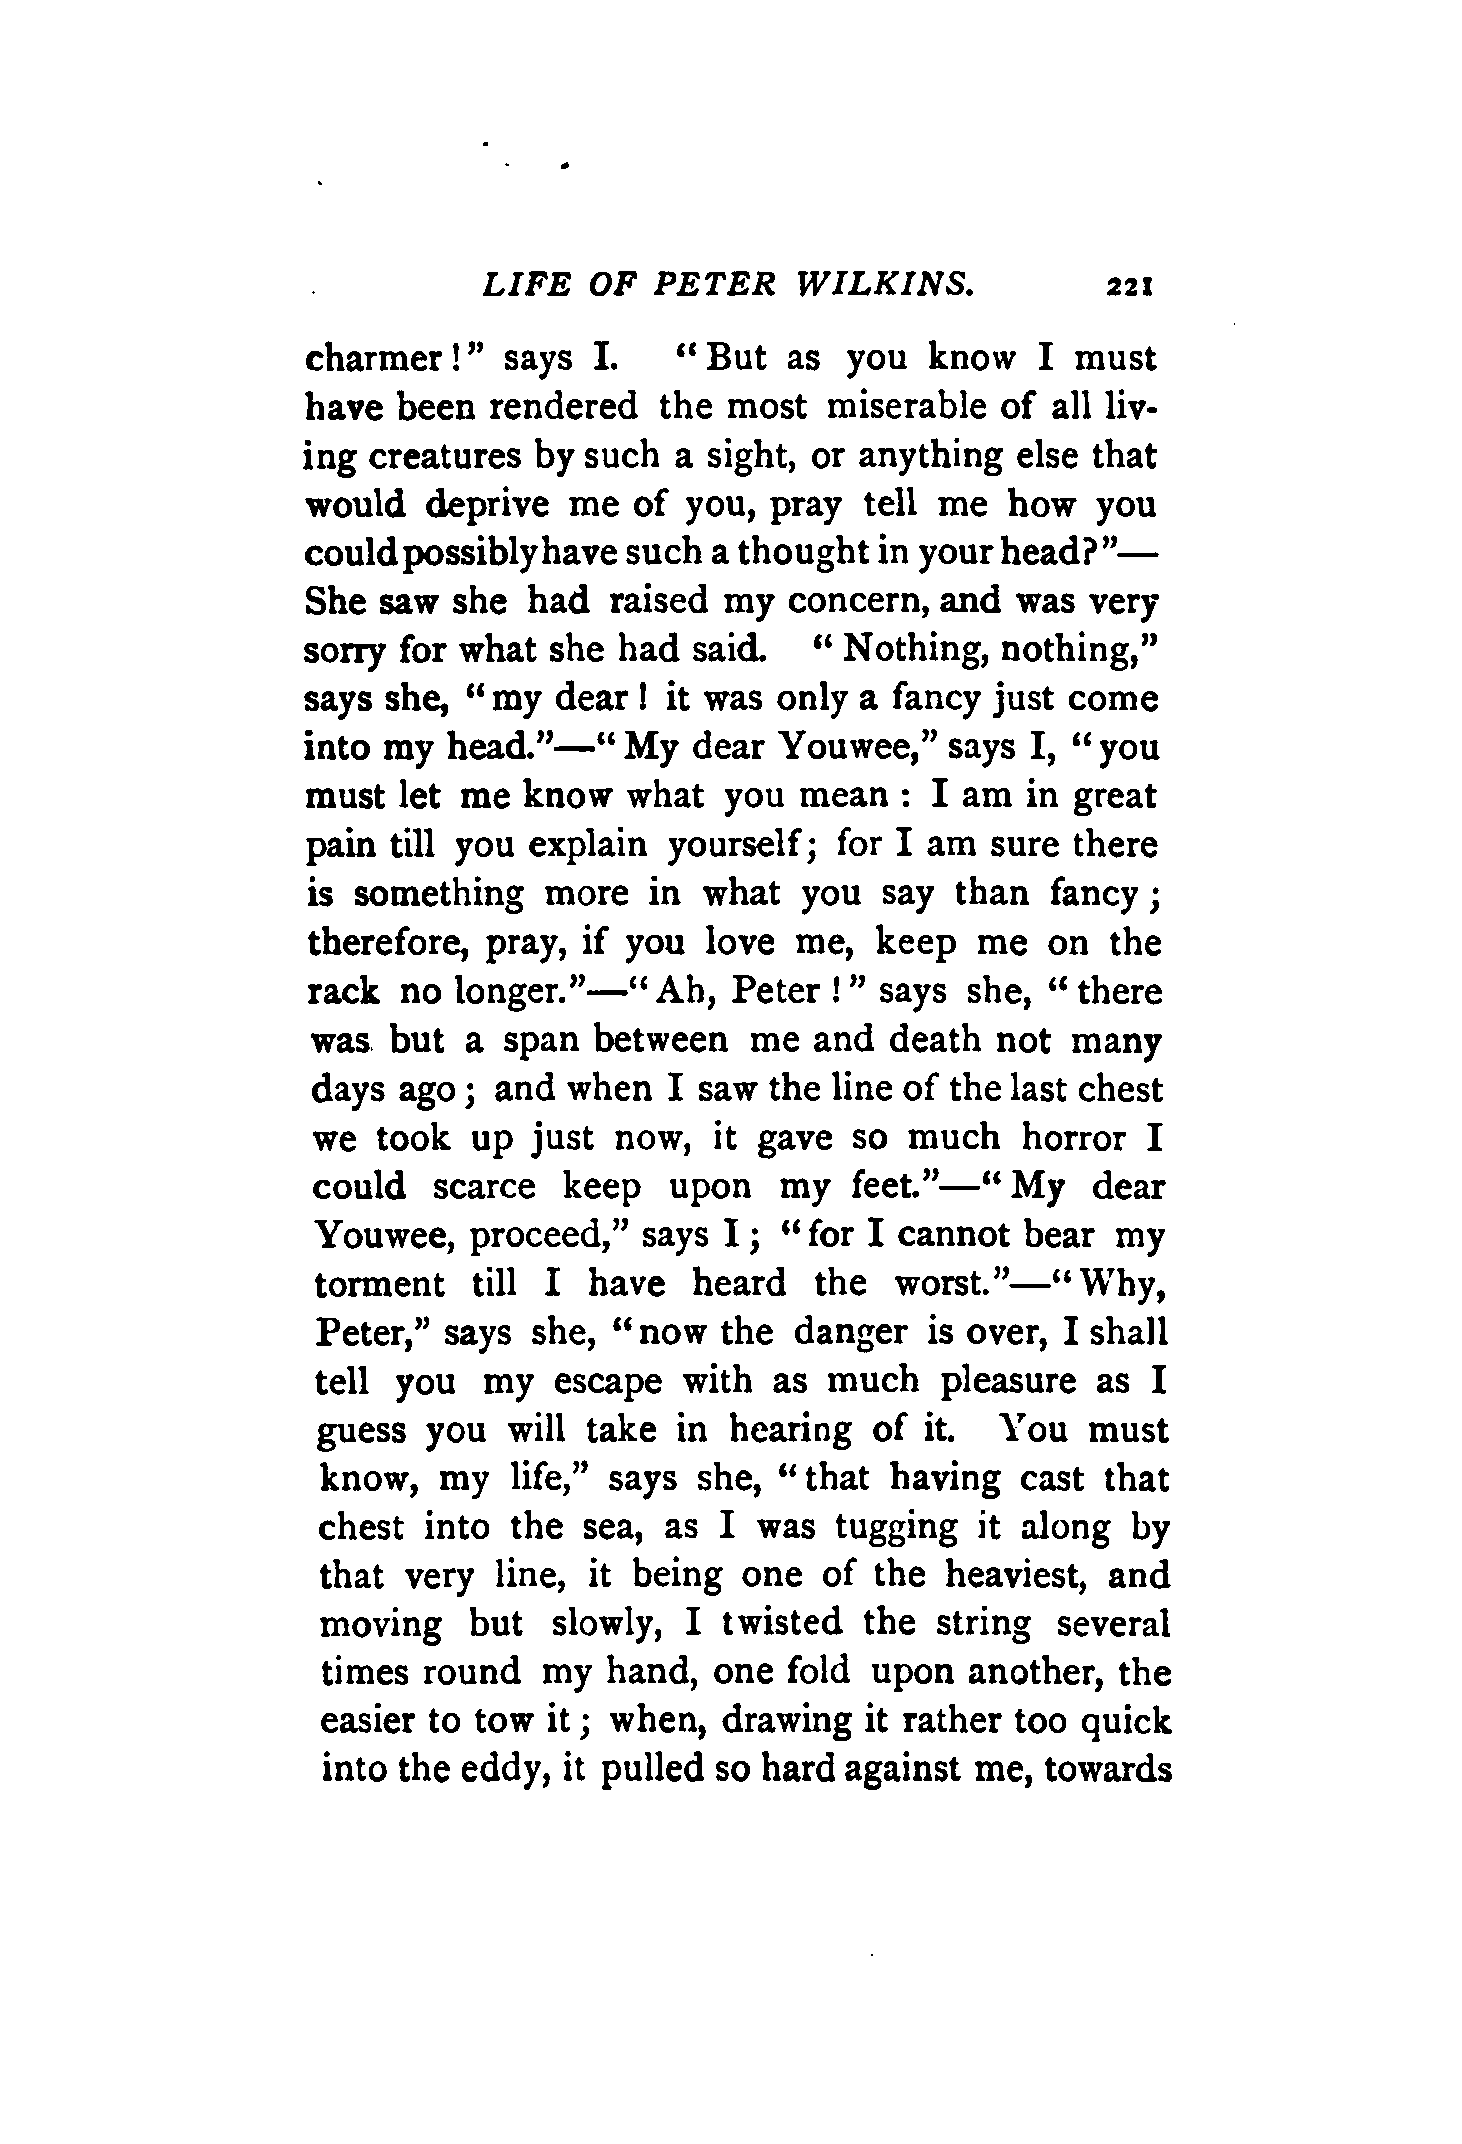 LIFE OF PETER WILKINS. 221
charmer!" says I. "But as you know I must
have been rendered the most miserable of all liv-
ing creatures by such a sight, or anything else that
would deprive me of you, pray tell me how you
could possibly have such a thought in your head?"—
She saw she had raised my concern, and was very
sorry for what she had said. "Nothing, nothing,"
says she, "my dear! it was only a fancy just come
into my head."—"My dear Youwee," says I, "you
must let me know what you mean: I am in great
pain till you explain yourself; for I am sure there
is something more in what you say than fancy;
therefore, pray, if you love me, keep me on the
rack no longer."—"Ah, Peter!" says she, "there
was but a span between me and death not many
days ago; and when I saw the line of the last chest
we took up just now, it gave so much horror I
could scarce keep upon my feet."—"My dear
Youwee, proceed," says I; "for I cannot bear my
torment till I have heard the worst."—"Why,
Peter," says she, "now the danger is over, I shall
tell you my escape with as much pleasure as I
guess you will take in hearing of it. You must
know, my life," says she, "that having cast that
chest into the sea, as I was tugging it along by
that very line, it being one of the heaviest, and
moving but slowly, I twisted the string several
times round my hand, one fold upon another, the
easier to tow it; when, drawing it rather too quick
into the eddy, it pulled so hard against me, towards